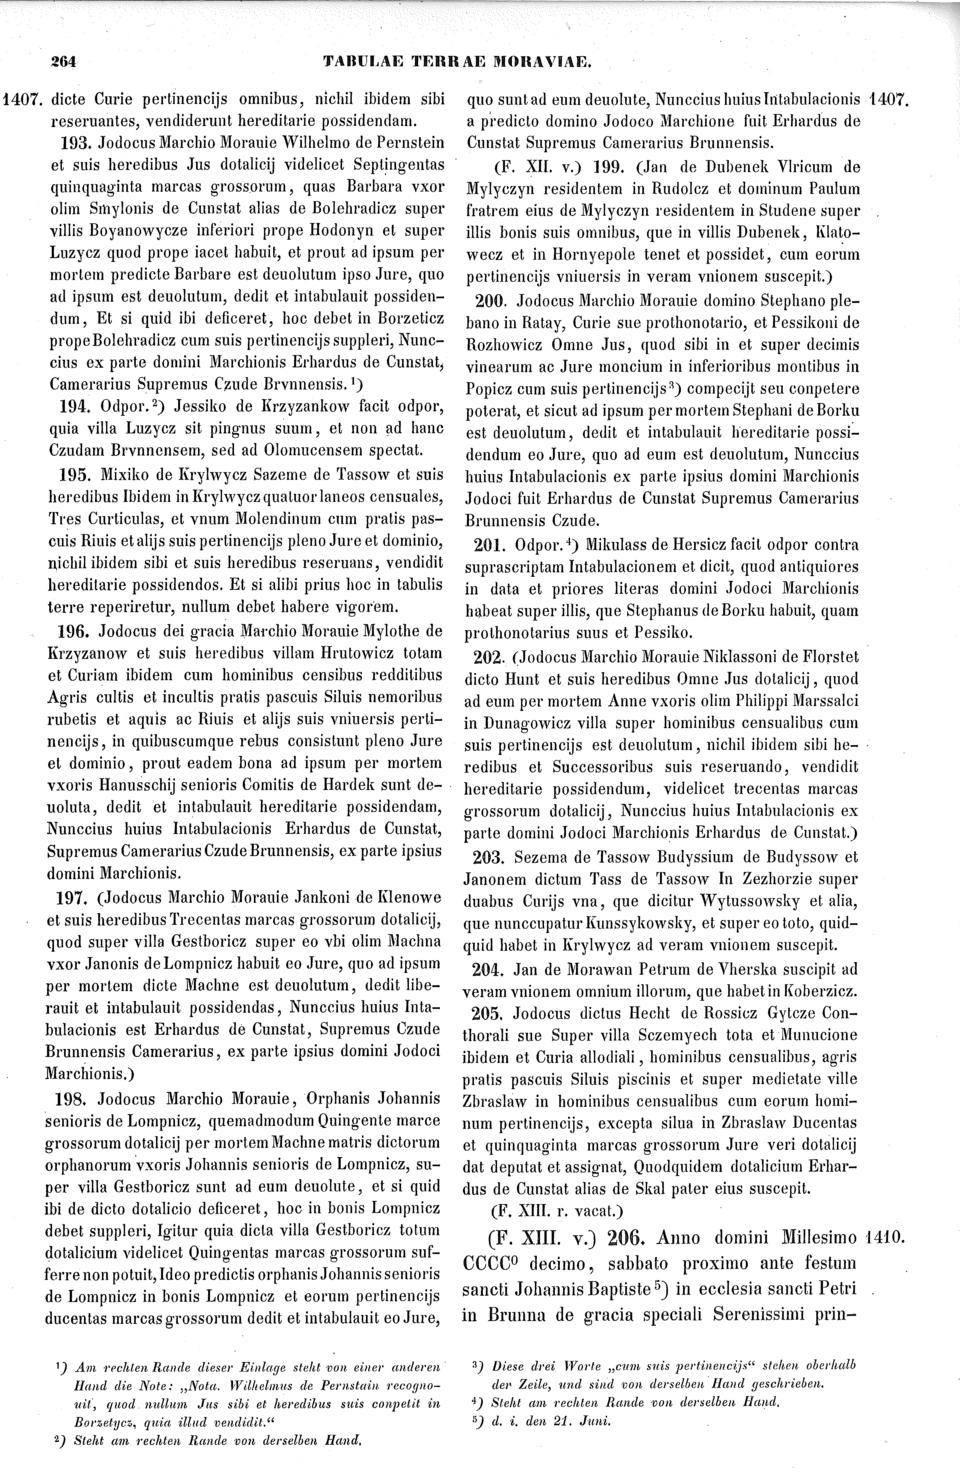 264
TABULAE TERRAE MORAVIAE.
1407. dicte Curie pertinencijs omnibus, nichil ibidem sibi
reseruantes, vendiderunt hereditarie possidendam.
193. Jodocus Marchio Morauie Wilhelmo de Pernstein
et suis heredibus Jus dotalicij videlicet Septingentas
quinquaginta marcas grossorum, quas Barbara vxor
olim Smylonis de Cunstat alias de Bolehradicz super
villis Boyanowycze inferiori prope Hodonyn et super
Luzycz quod prope iacet habuit, et prout ad ipsum per
mortem predicte Barbare est deuolutum ipso Jure, quo
ad ipsum est deuolutum, dedit et intabulauit possiden-
dum, Et si quid ibi deficeret, hoc debet in Borzeticz
prope Bolehradicz cum suis pertinencijs suppleri, Nunc-
cius ex parte domini Marchionis Erhardus de Cunstat,
Camerarius Supremus Czude Brvnnensis. ¹)
194. Odpor. ²) Jessiko de Krzyzankow facit odpor,
quia villa Luzycz sit pingnus suum, et non ad hanc
Czudam Brvnnensem, sed ad Olomucensem spectat.
195. Mixiko de Krylwycz Sazeme de Tassow et suis
heredibus Ibidem in Krylwycz quatuor laneos censuales,
Tres Curticulas, et vnum Molendinum cum pratis pas-
cuis Riuis et alijs suis pertinencijs pleno Jure et dominio,
nichil ibidem sibi et suis heredibus reseruans, vendidit
hereditarie possidendos. Et si alibi prius hoc in tabulis
terre reperiretur, nullum debet habere vigorem.
196. Jodocus dei gracia Marchio Morauie Mylothe de
Krzyzanow et suis heredibus villam Hrutowicz totam
et Curiam ibidem cum hominibus censibus redditibus
Agris cultis et incultis pratis pascuis Siluis nemoribus
rubetis et aquis ac Riuis et alijs suis vniuersis perti-
nencijs, in quibuscumque rebus consistunt pleno Jure
et dominio, prout eadem bona ad ipsum per mortem
vxoris Hanusschij senioris Comitis de Hardek sunt de-
uoluta, dedit et intabulauit hereditarie possidendam,
Nunccius huius Intabulacionis Erhardus de Cunstat,
Supremus Camerarius Czude Brunnensis, ex parte ipsius
domini Marchionis.
197. (Jodocus Marchio Morauie Jankoni de Klenowe
et suis heredibus Trecentas marcas grossorum dotalicij,
quod super villa Gestboricz super eo vbi olim Machna
vxor Janonis de Lompnicz habuit eo Jure, quo ad ipsum
per mortem dicte Machne est deuolutum, dedit libe-
rauit et intabulauit possidendas, Nunccius huius Inta-
bulacionis est Erhardus de Cunstat, Supremus Czude
Brunnensis Camerarius, ex parte ipsius domini Jodoci
Marchionis.)
198. Jodocus Marchio Morauie, Orphanis Johannis
senioris de Lompnicz, quemadmodum Quingente marce
grossorum dotalicij per mortem Machne matris dictorum
orphanorum vxoris Johannis senioris de Lompnicz, su-
per villa Gestboricz sunt ad eum deuolute, et si quid
ibi de dicto dotalicio deficeret, hoc in bonis Lompnicz
debet suppleri, Igitur quia dicta villa Gestboricz totum
dotalicium videlicet Quingentas marcas grossorum suf-
ferre non potuit, Ideo predictis orphanis Johannis senioris
de Lompnicz in bonis Lompnicz et eorum pertinencijs
ducentas marcas grossorum dedit et intabulauit eo Jure,
quo sunt ad eum deuolute, Nunccius huius Intabulacionis 1407.
a predicto domino Jodoco Marchione fuit Erhardus de
Cunstat Supremus Camerarius Brunnensis.
(F. XII. v.) 199. (Jan de Dubenek Vlricum de
Mylyczyn residentem in Rudolcz et dominum Paulum
fratrem eius de Mylyczyn residentem in Studene super
illis bonis suis omnibus, que in villis Dubenek, Klato-
wecz et in Hornyepole tenet et possidet, cum eorum
pertinencijs vniuersis in veram vnionem suscepit.)
200. Jodocus Marchio Morauie domino Stephano ple-
bano in Ratay, Curie sue prothonotario, et Pessikoni de
Rozhowicz Omne Jus, quod sibi in et super decimis
vinearum ac Jure moncium in inferioribus montibus in
Popicz cum suis pertinencijs ³) compecijt seu conpetere
poterat, et sicut ad ipsum per mortem Stephani de Borku
est deuolutum, dedit et intabulauit hereditarie possi-
dendum eo Jure, quo ad eum est deuolutum, Nunccius
huius Intabulacionis ex parte ipsius domini Marchionis
Jodoci fuit Erhardus de Cunstat Supremus Camerarius
Brunnensis Czude.
201. Odpor. ⁴) Mikulass de Hersicz facit odpor contra
suprascriptam Intabulacionem et dicit, quod antiquiores
in data et priores literas domini Jodoci Marchionis
habeat super illis, que Stephanus de Borku habuit, quam
prothonotarius suus et Pessiko.
202. (Jodocus Marchio Morauie Niklassoni de Florstet
dicto Hunt et suis heredibus Omne Jus dotalicij, quod
ad eum per mortem Anne vxoris olim Philippi Marssalci
in Dunagowicz villa super hominibus censualibus cum
suis pertinencijs est deuolutum, nichil ibidem sibi he-
redibus et Successoribus suis reseruando, vendidit
hereditarie possidendum, videlicet trecentas marcas
grossorum dotalicij, Nunccius huius Intabulacionis ex
parte domini Jodoci Marchionis Erhardus de Cunstat.)
203. Sezema de Tassow Budyssium de Budyssow et
Janonem dictum Tass de Tassow In Zezhorzie super
duabus Curijs vna, que dicitur Wytussowsky et alia,
que nunccupatur Kunssykowsky, et super eo toto, quid-
quid habet in Krylwycz ad veram vnionem suscepit.
204. Jan de Morawan Petrum de Vherska suscipit ad
veram vnionem omnium illorum, que habet in Koberzicz.
205. Jodocus dictus Hecht de Rossicz Gytcze Con-
thorali sue Super villa Sczemyech tota et Munucione
ibidem et Curia allodiali, hominibus censualibus, agris
pratis pascuis Siluis piscinis et super medietate ville
Zbraslaw in hominibus censualibus cum eorum homi-
num pertinencijs, excepta silua in Zbraslaw Ducentas
et quinquaginta marcas grossorum Jure veri dotalicij
dat deputat et assignat, Quodquidem dotalicium Erhar-
dus de Cunstat alias de Skal pater eius suscepit.
(F. XIII. r. vacat.)
(F. XIII. v.) 206. Anno domini Millesimo 1410.
CCCC⁰ decimo, sabbato proximo ante festum
sancti Johannis Baptiste ⁵) in ecclesia sancti Petri
in Brunna de gracia speciali Serenissimi prin-
¹) Am rechten Rande dieser Einlage steht von einer anderen
Hand die Note: „Nota. Wilhelmus de Pernstain recogno-
uit, quod nullum Jus sibi et heredibus suis conpetit in
Borzetycz, quia illud vendidit.“
²) Steht am rechten Rande von derselben Hand.
³) Diese drei Worte „cum suis pertinencijs“ stehen oberhalb
der Zeile, und sind von derselben Hand geschrieben.
⁴) Steht am rechten Rande von derselben Hand.
⁵) d. i. den 21. Juni.